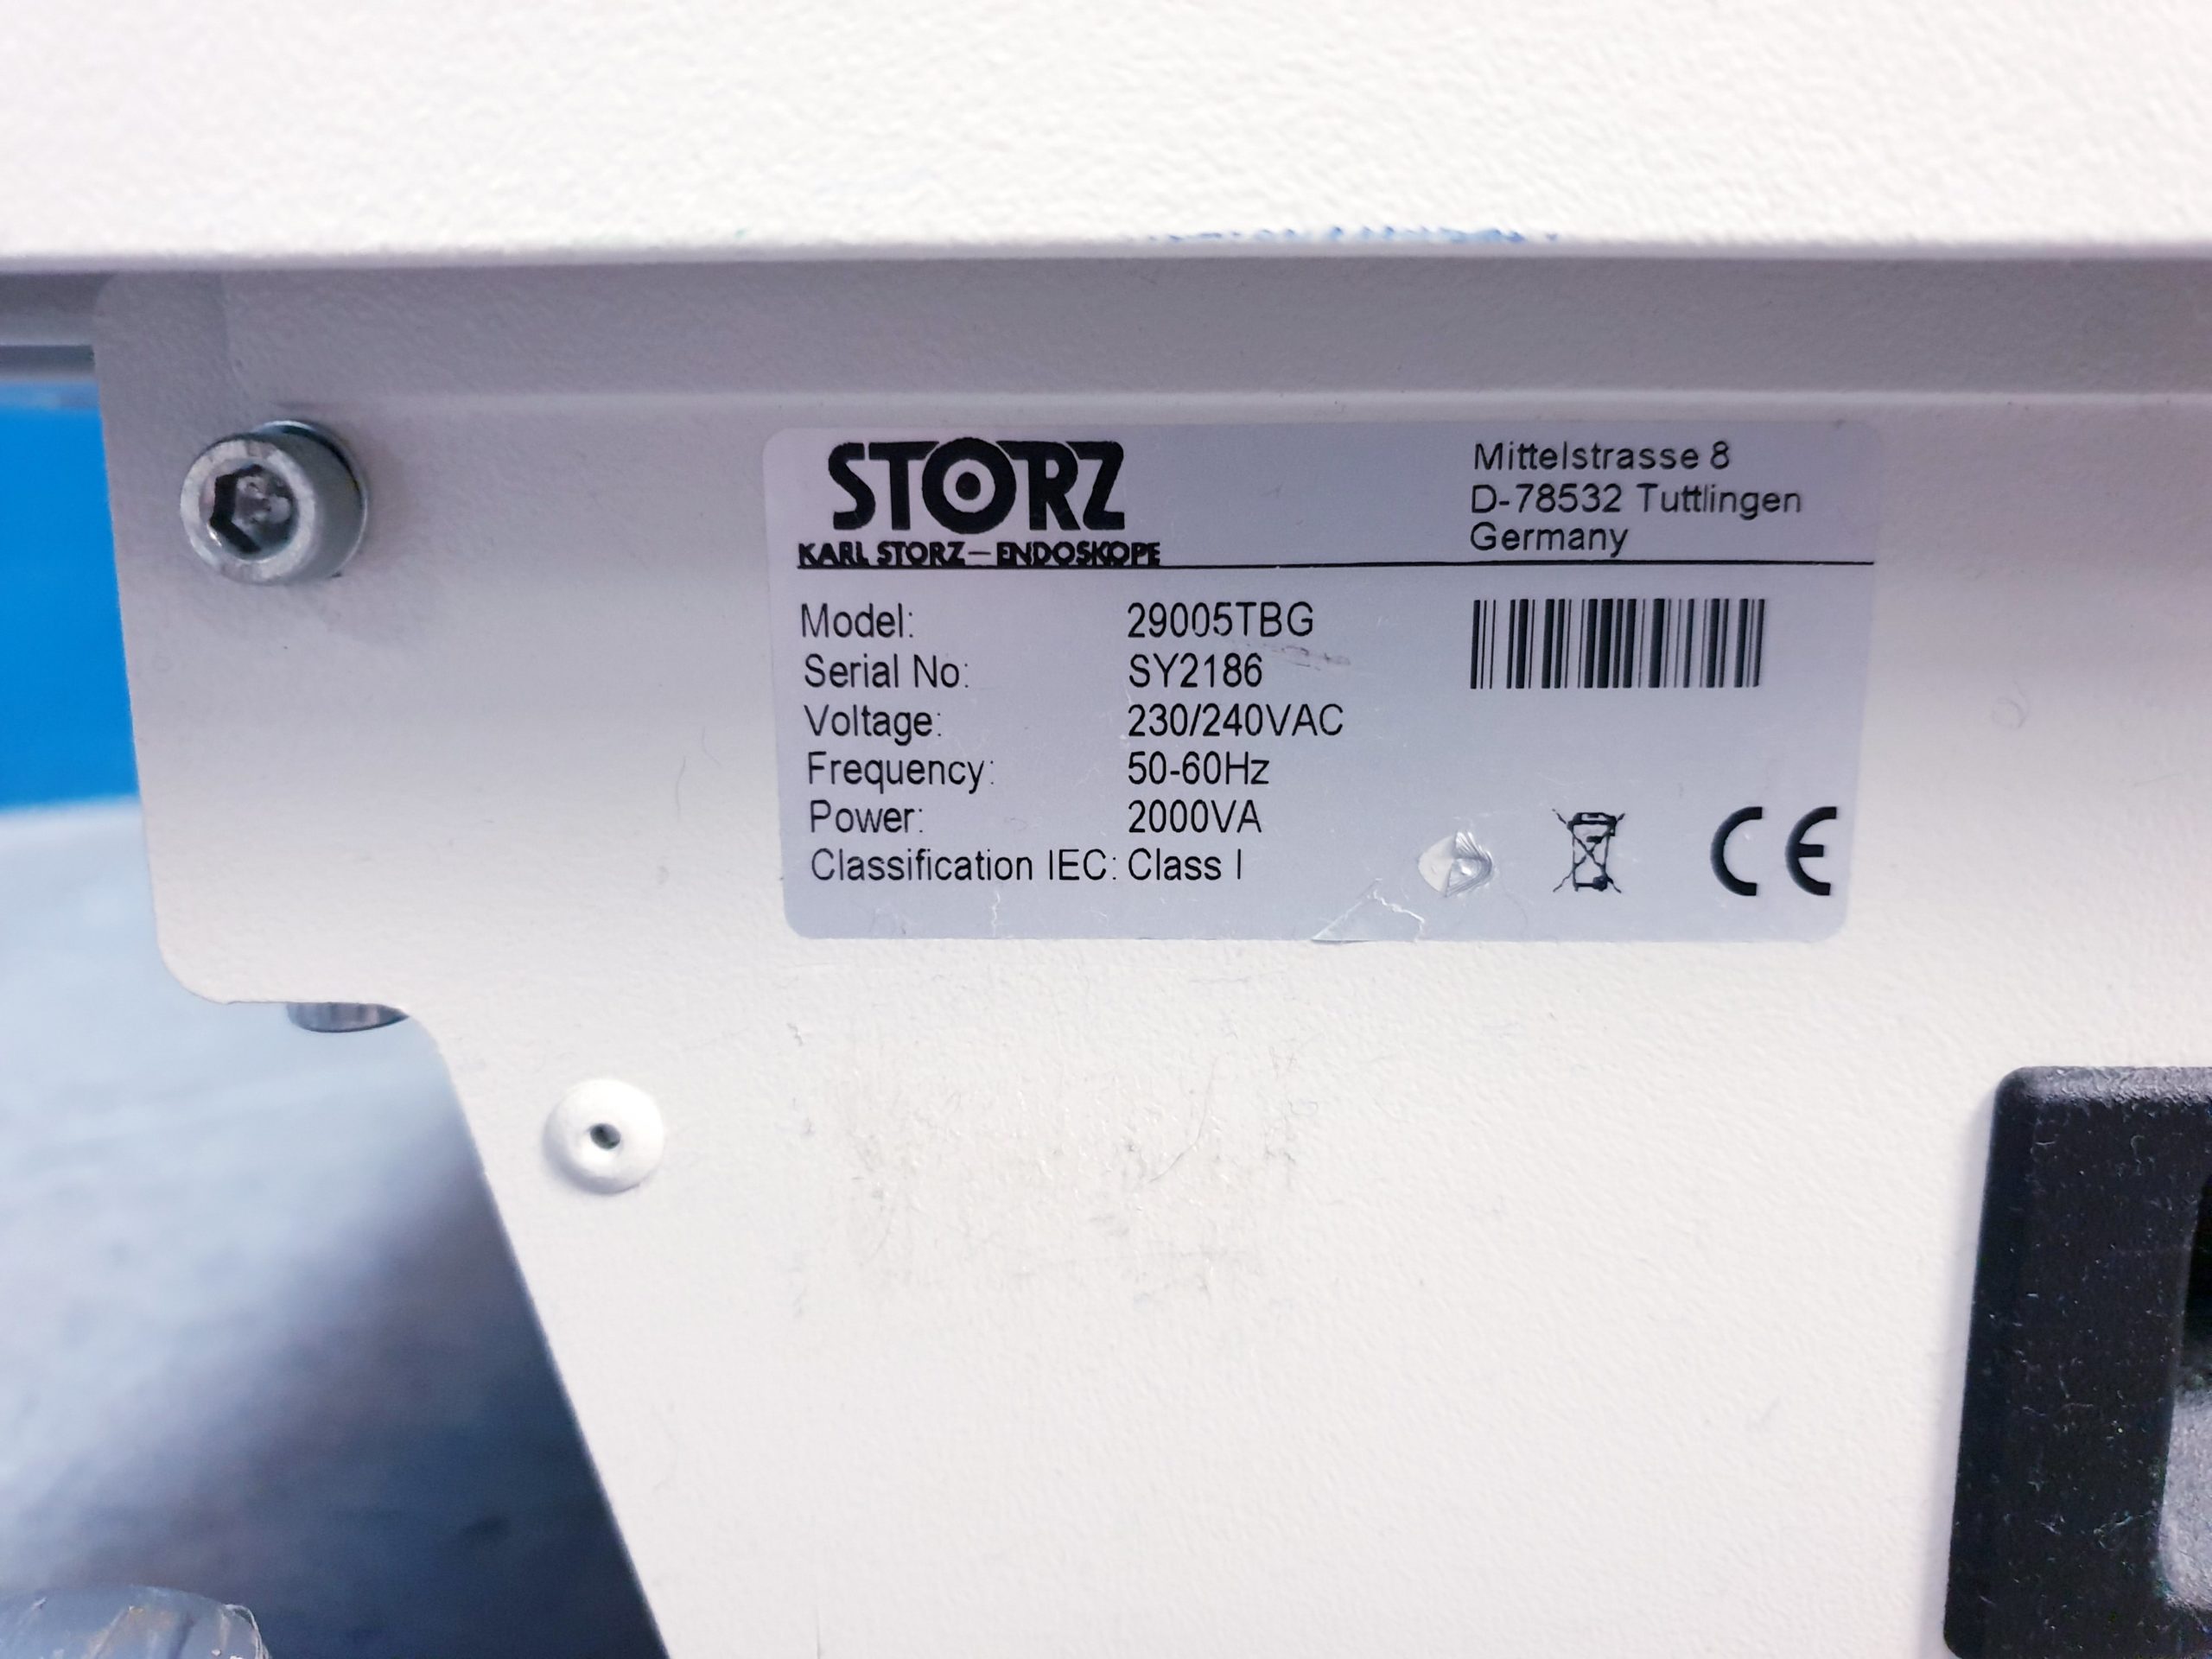 STORZ
KARL STORZ—ENDOSKOPE
Mittelstrasse 8
D-78532 Tuttlingen
Germany
Model: 29005TBG
Serial No: SY2186
Voltage: 230/240VAC
Frequency: 50-60Hz
Power: 2000VA
Classification IEC: Class I
CE